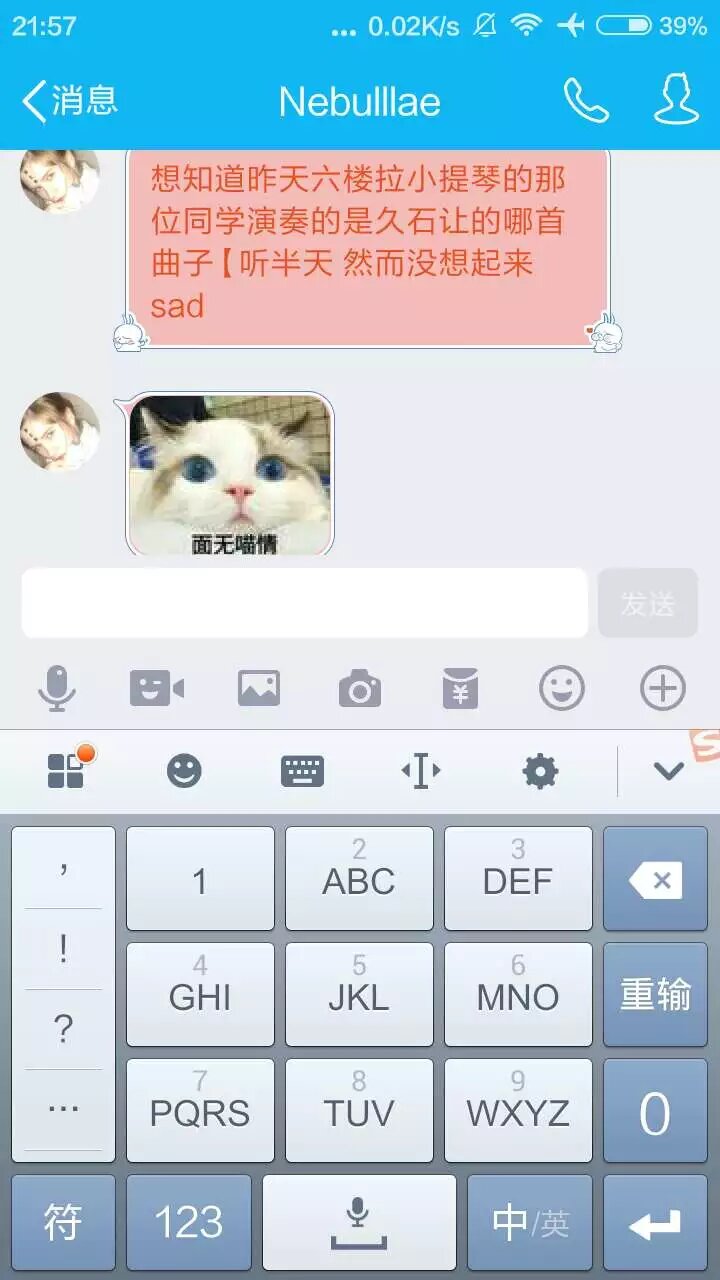 21:57 ... 0.02K/s 39%
消息 Nebulllae
想知道昨天六楼拉小提琴的那
位同学演奏的是久石让的哪首
曲子【听半天 然而没想起来
sad
面无喵情
发送
，
!
?
...
1
2
ABC
3
DEF
4
GHI
5
JKL
6
MNO
重输
7
PQRS
8
TUV
9
WXYZ
0
符
123
中/英